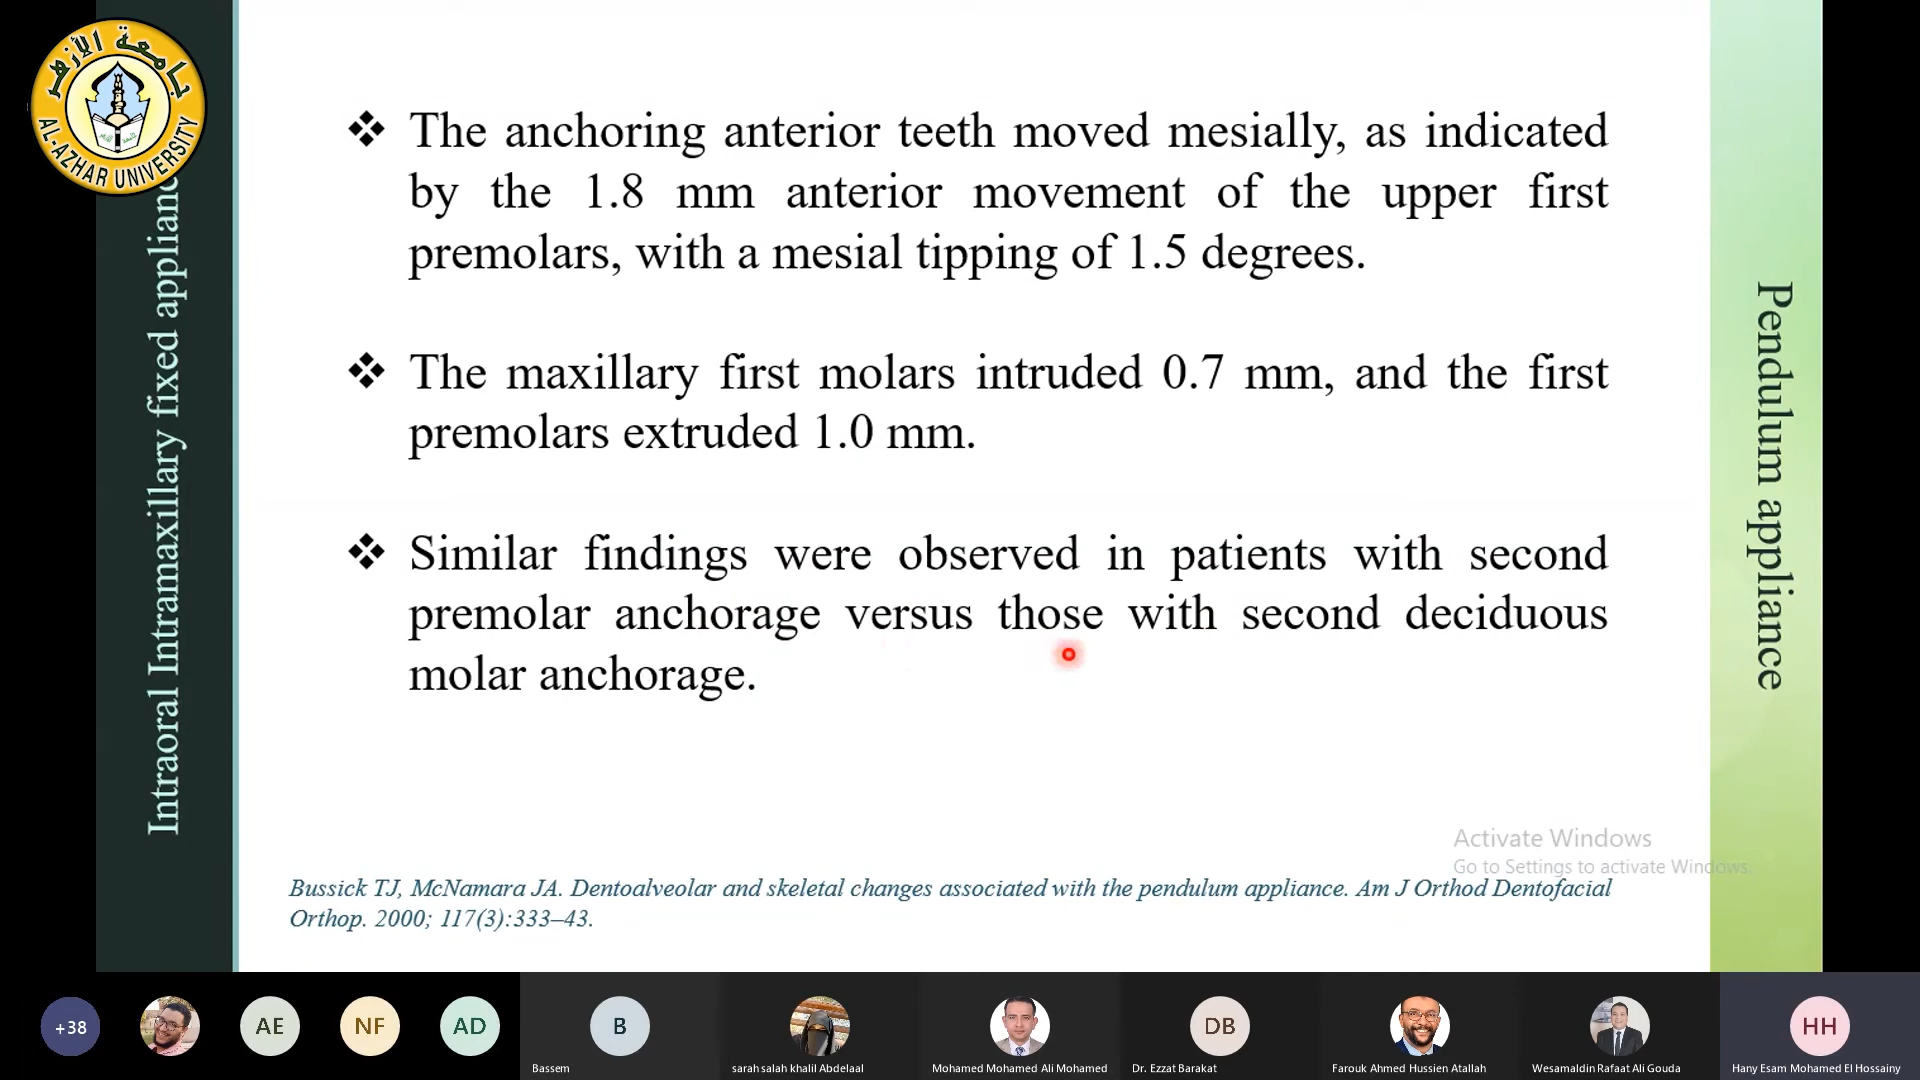 جامعة الأزهر
AL-AZHAR UNIVERSITY
Intraoral Intramaxillary fixed applianc
❖ The anchoring anterior teeth moved mesially, as indicated
by the 1.8 mm anterior movement of the upper first
premolars, with a mesial tipping of 1.5 degrees.
❖ The maxillary first molars intruded 0.7 mm, and the first
premolars extruded 1.0 mm.
❖ Similar findings were observed in patients with second
premolar anchorage versus those with second deciduous
molar anchorage.
Pendulum appliance
Activate Windows
Go to Settings to activate Windows.
Bussick TJ, McNamara JA. Dentoalveolar and skeletal changes associated with the pendulum appliance. Am J Orthod Dentofacial
Orthop. 2000; 117(3):333–43.
+38
AE
NF
AD
B
DB
HH
Bassem
sarah salah khalil Abdelaal
Mohamed Mohamed Ali Mohamed
Dr. Ezzat Barakat
Farouk Ahmed Hussien Atallah
Wesamaldin Rafaat Ali Gouda
Hany Esam Mohamed El Hossainy